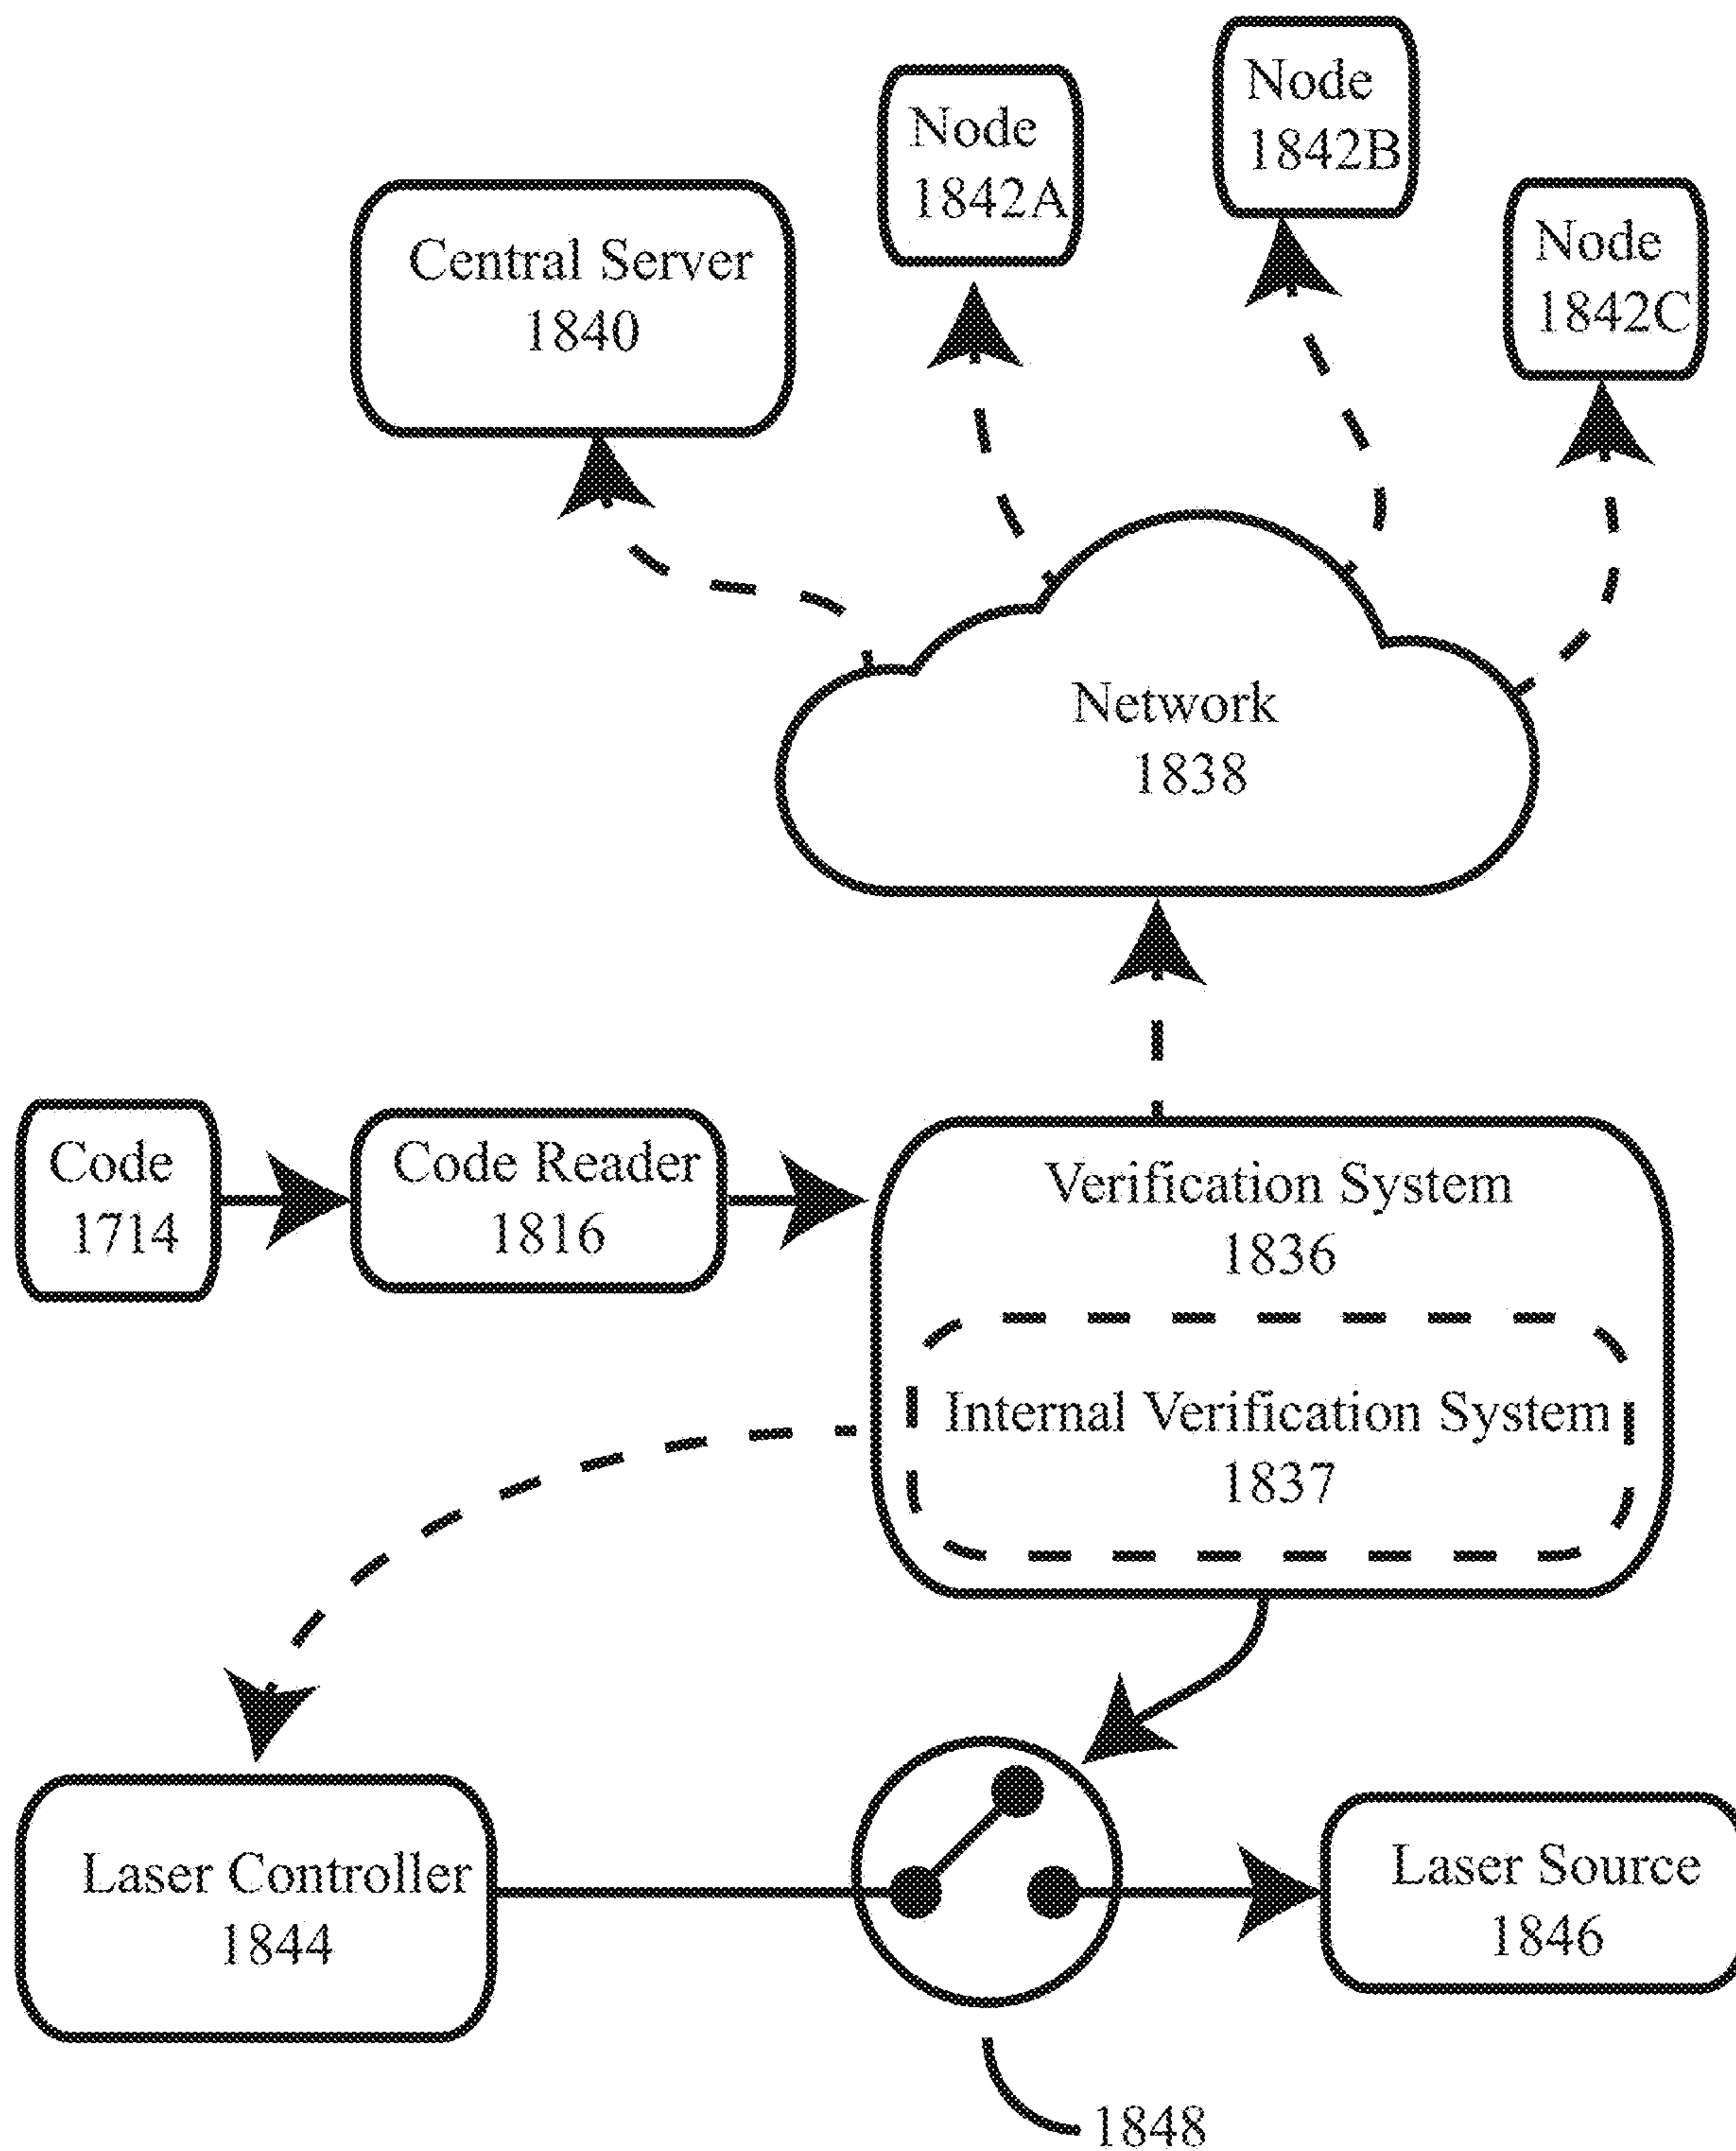 Node
1842A
Node
1842B
Node
1842C
Central Server
1840
Network
1838
Code
1714
Code Reader
1816
Verification System
1836
Internal Verification System
1837
Laser Controller
1844
Laser Source
1846
1848